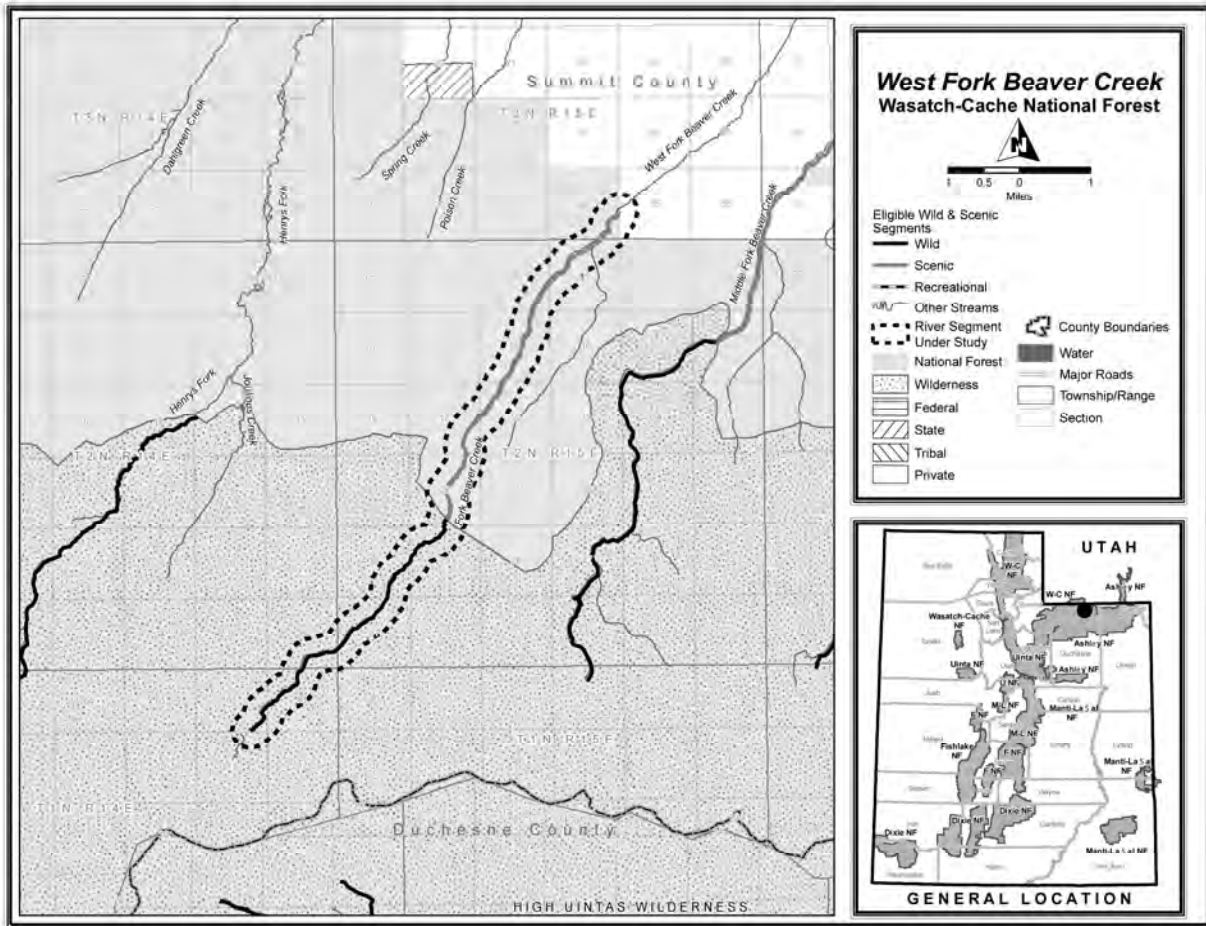 Summit County
T3N R14E
T2N R15E
Dahlgreen Creek
Henrys Fork
Spring Creek
Poison Creek
West Fork Beaver Creek
Middle Fork Beaver Creek
Henrys Fork
T2N R14E
T2N R15E
Fork Beaver Creek
T1N R15E
T1N R14E
Duchesne County
HIGH UINTAS WILDERNESS
West Fork Beaver Creek
Wasatch-Cache National Forest
N
1 0.5 0 1
Miles
Eligible Wild & Scenic
Segments
Wild
Scenic
Recreational
Other Streams
River Segment
Under Study
National Forest
Wilderness
Federal
State
Tribal
Private
County Boundaries
Water
Major Roads
Township/Range
Section
UTAH
W-C
NF
W-C NF
Ashley NF
Wasatch-Cache
NF
Ashley NF
Duchesne
Uinta NF
Uinta NF
Ashley NF
U NF
M-L NF
Manti-La Sal
NF
M-L NF
Fishlake
NF
F NF
F NF
Manti-La Sal
NF
Wayne
Dixie NF
Dixie NF
Dixie NF
Manti-La Sal NF
GENERAL LOCATION